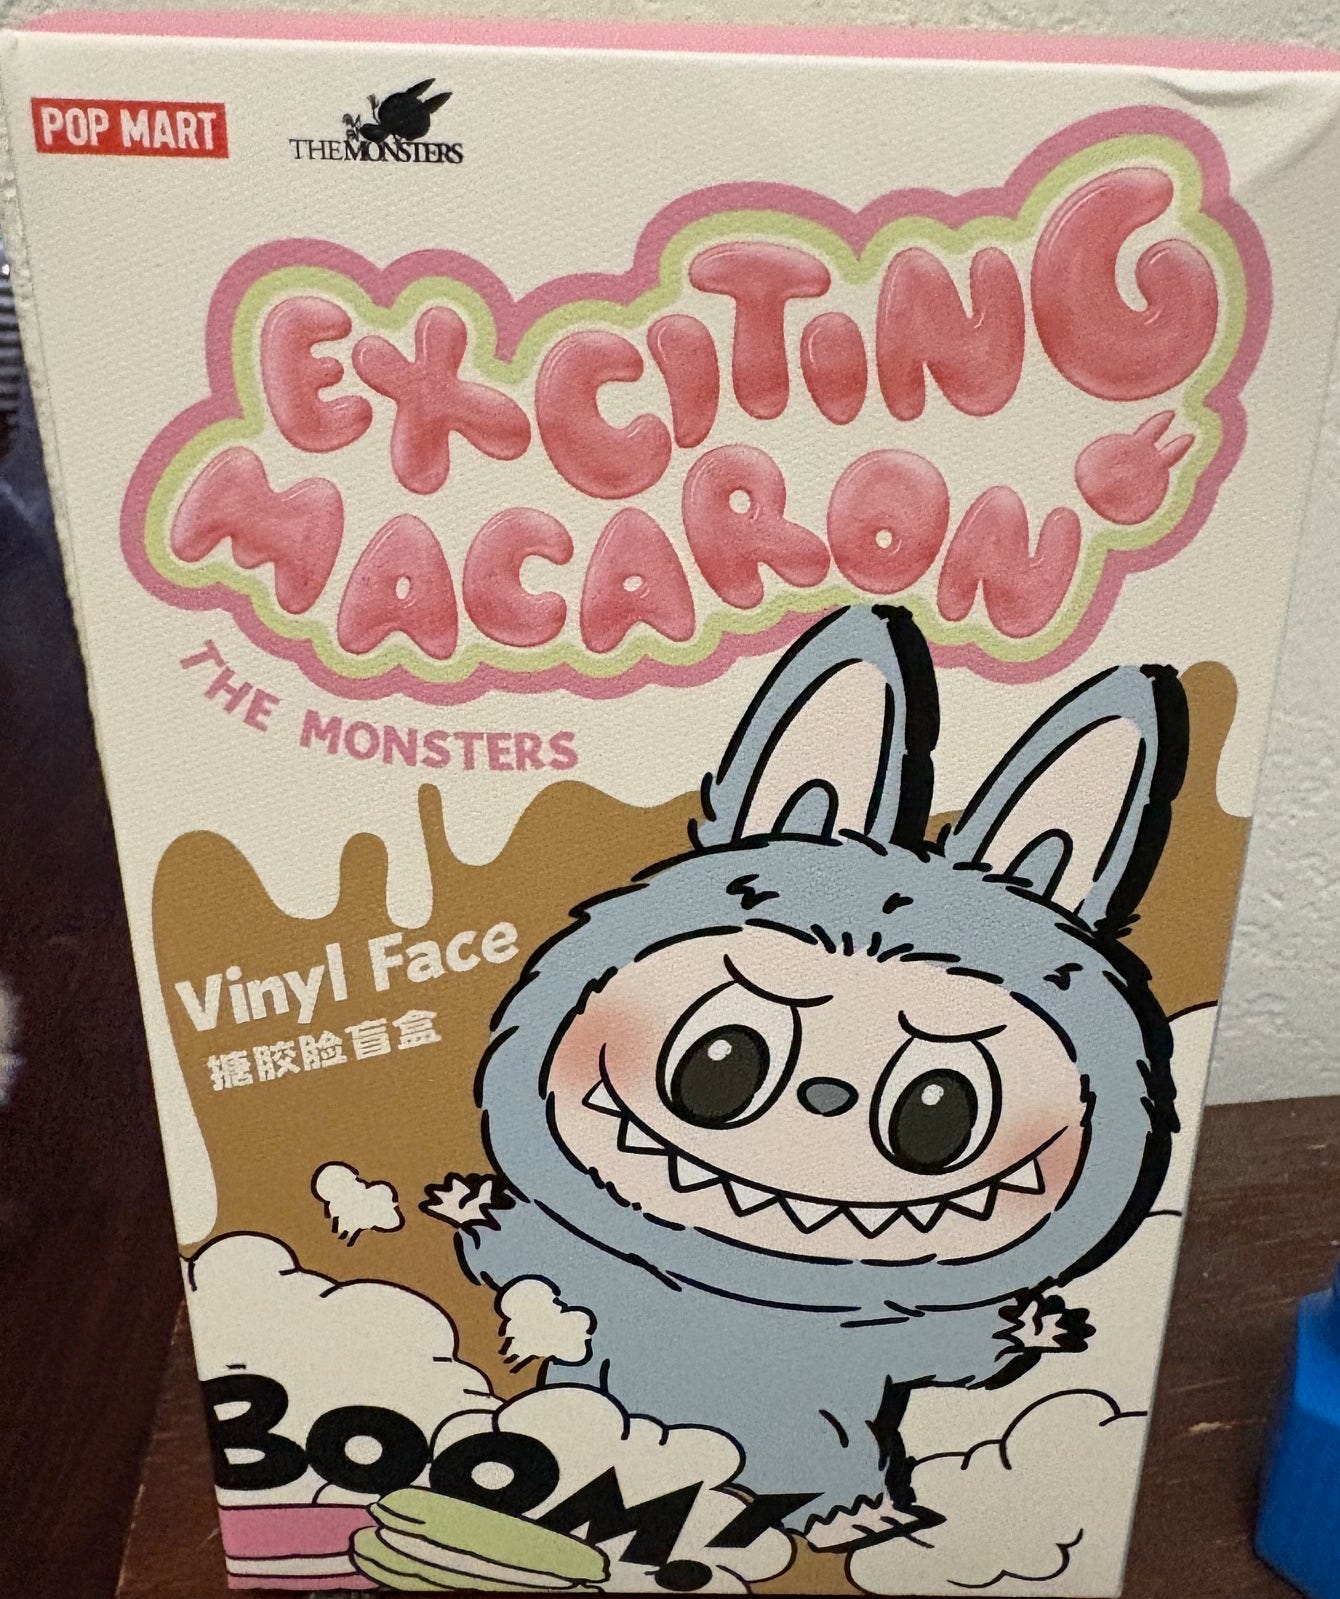 POP MART
THE MONSTERS
EXCITING
MACARON
THE MONSTERS
Vinyl Face
搪胶脸盲盒
BOOM!